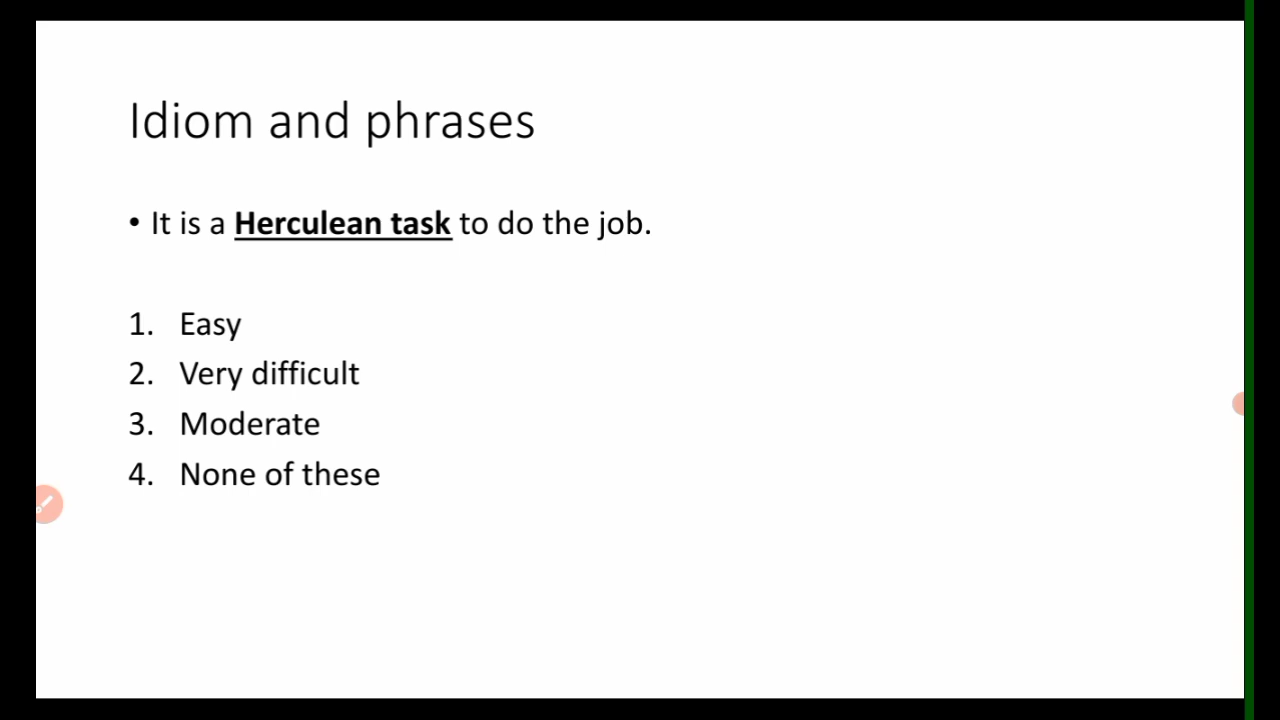 Idiom and phrases
• It is a Herculean task to do the job.
1. Easy
2. Very difficult
3. Moderate
4. None of these